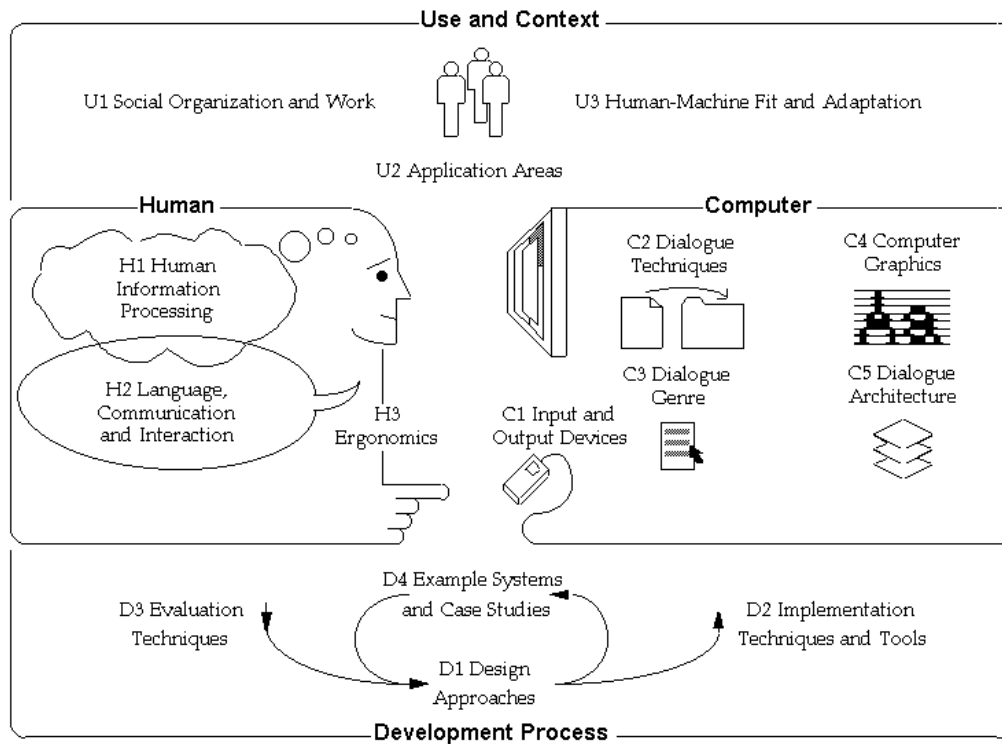 Use and Context
U1 Social Organization and Work
U3 Human-Machine Fit and Adaptation
U2 Application Areas
Human
H1 Human
Information
Processing
H2 Language,
Communication
and Interaction
H3
Ergonomics
Computer
C2 Dialogue
Techniques
C4 Computer
Graphics
C3 Dialogue
Genre
C5 Dialogue
Architecture
C1 Input and
Output Devices
D3 Evaluation
Techniques
D4 Example Systems
and Case Studies
D2 Implementation
Techniques and Tools
D1 Design
Approaches
Development Process